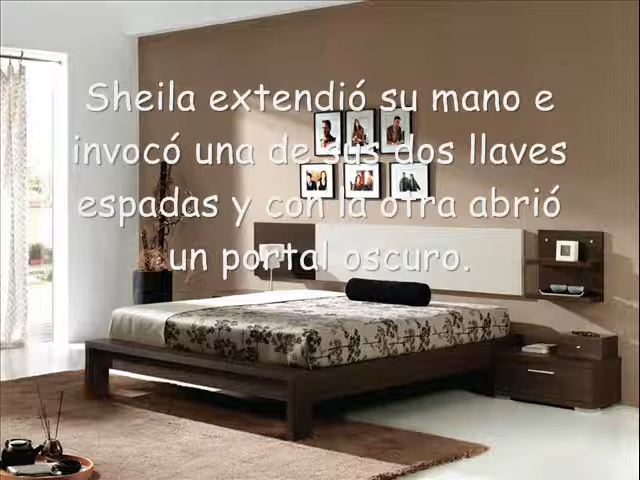 Sheila extendió su mano e
invocó una de sus dos llaves
espadas y con la otra abrió
un portal oscuro.